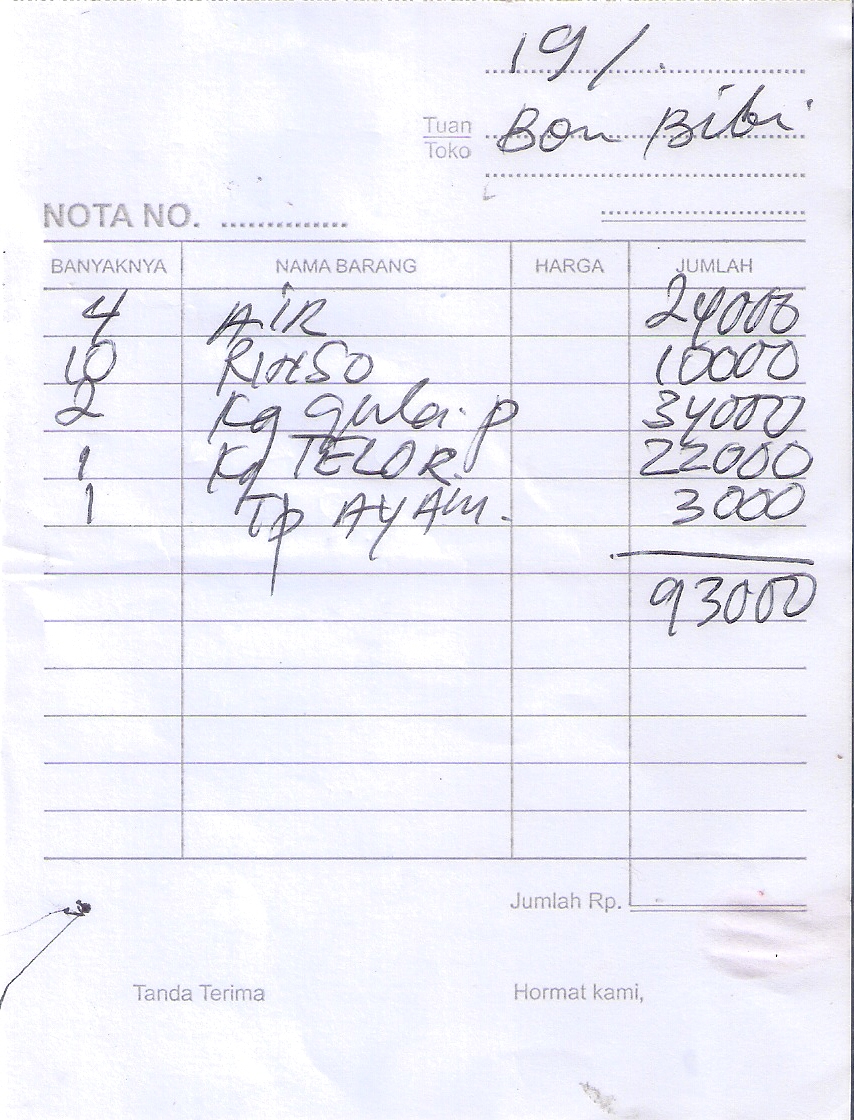 19/.
Tuan Bon Bibi
Toko
NOTA NO. ...............
BANYAKNYA NAMA BARANG HARGA JUMLAH
4 AIR 24000
10 RINSO 10000
2 Kg gula. p 34000
1 Kg TELOR. 22000
1 Tp AYAM. 3000
93000
Jumlah Rp.
Tanda Terima Hormat kami,